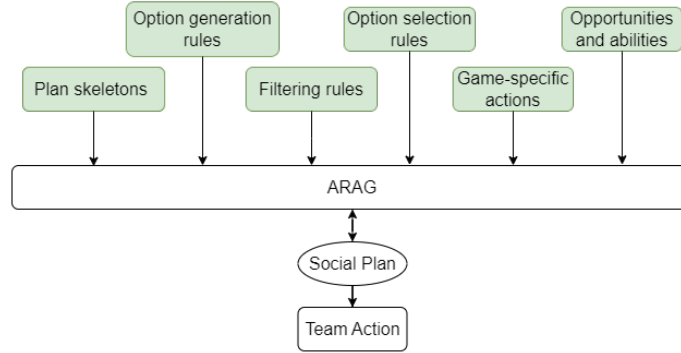 Option generation
rules
Option selection
rules
Opportunities
and abilities
Plan skeletons
Filtering rules
Game-specific
actions
ARAG
Social Plan
Team Action